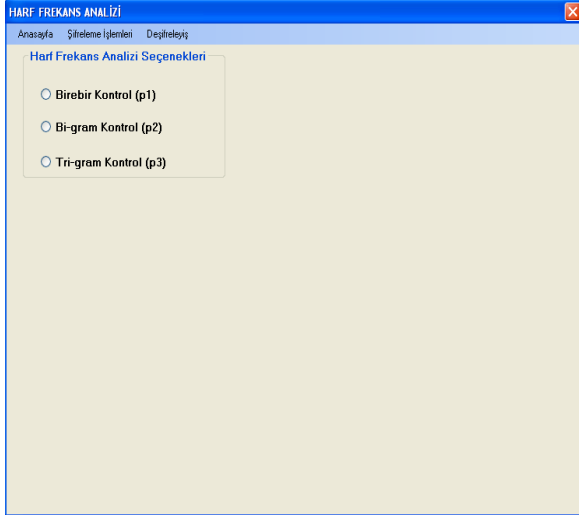 HARF FREKANS ANALİZİ
Anasayfa Şifreleme İşlemleri Deşifreleyiş
Harf Frekans Analizi Seçenekleri
Birebir Kontrol (p1)
Bi-gram Kontrol (p2)
Tri-gram Kontrol (p3)